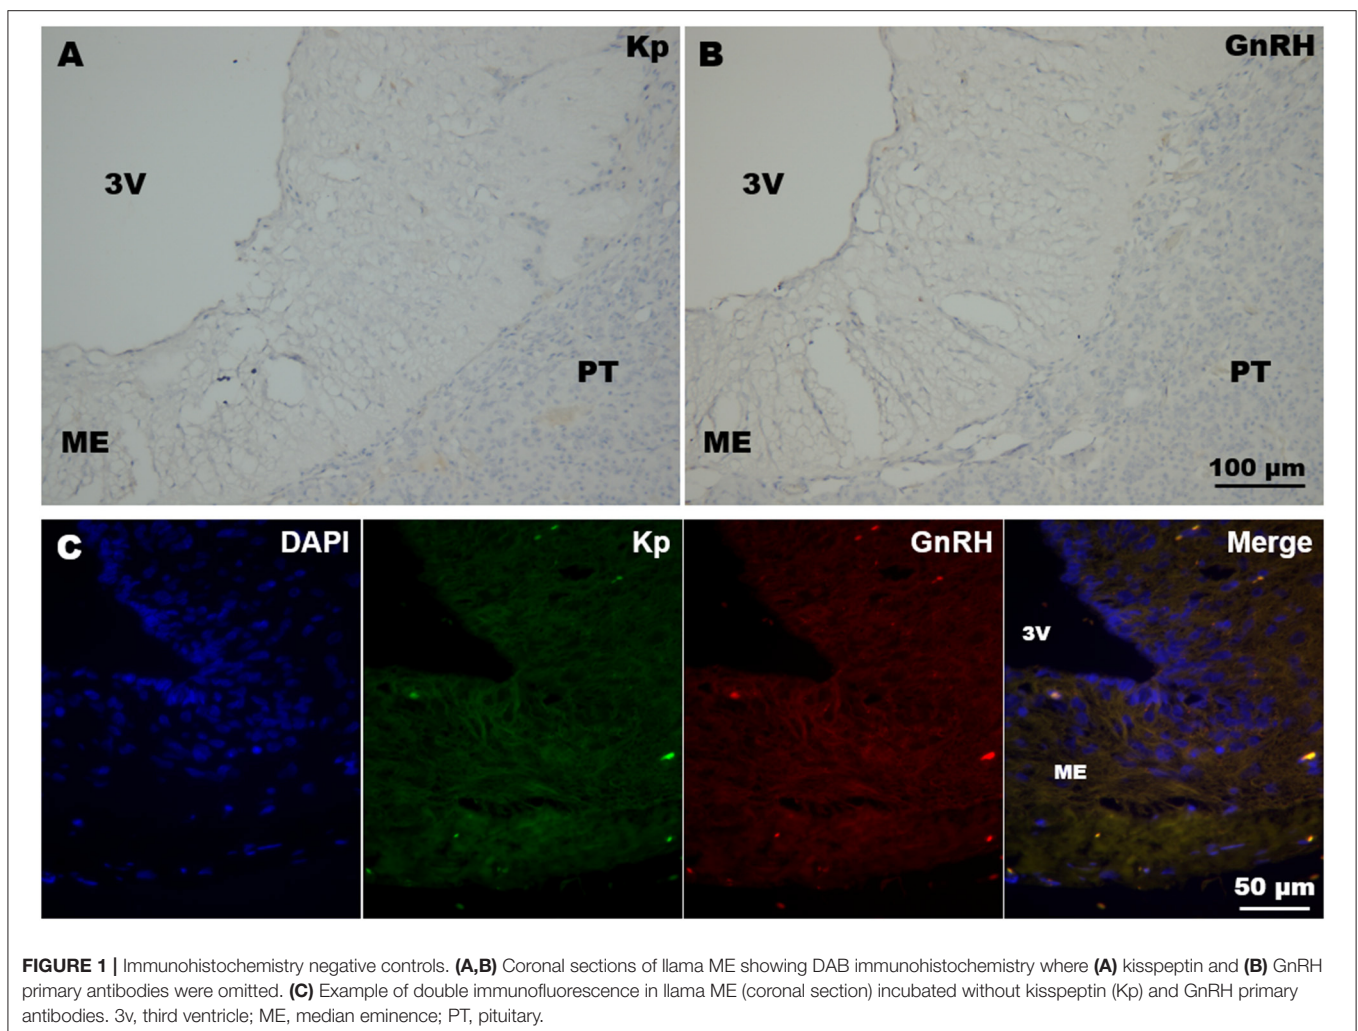 A
Kp
3V
PT
ME
B
GnRH
3V
PT
ME
100 µm
C
DAPI
Kp
GnRH
Merge
3V
ME
50 µm
FIGURE 1 | Immunohistochemistry negative controls. (A,B) Coronal sections of llama ME showing DAB immunohistochemistry where (A) kisspeptin and (B) GnRH
primary antibodies were omitted. (C) Example of double immunofluorescence in llama ME (coronal section) incubated without kisspeptin (Kp) and GnRH primary
antibodies. 3v, third ventricle; ME, median eminence; PT, pituitary.